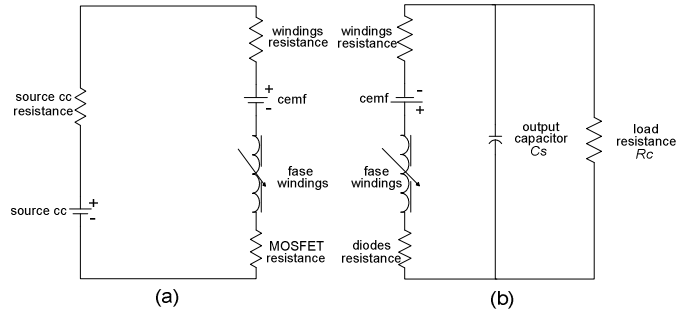 windings
resistance
source cc
resistance
+
cemf
-
fase
windings
source cc
+
-
MOSFET
resistance
(a)
windings
resistance
-
cemf
+
fase
windings
diodes
resistance
output
capacitor
Cs
load
resistance
Rc
(b)